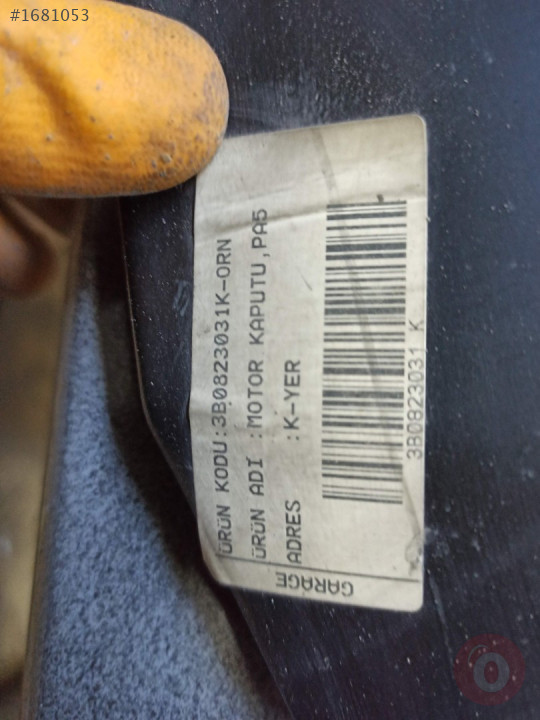 #1681053
ÜRÜN KODU:3B0823031K-ORN
ÜRÜN ADI :MOTOR KAPUTU,PA5
ADRES :K-YER
3B0823031 K
GARAGE